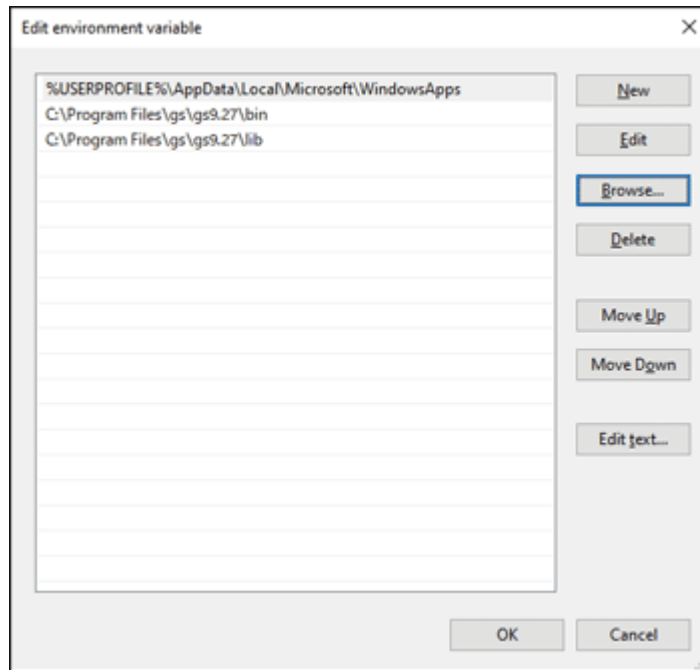 Edit environment variable
%USERPROFILE%\AppData\Local\Microsoft\WindowsApps
C:\Program Files\gs\gs9.27\bin
C:\Program Files\gs\gs9.27\lib
New
Edit
Browse...
Delete
Move Up
Move Down
Edit text...
OK
Cancel